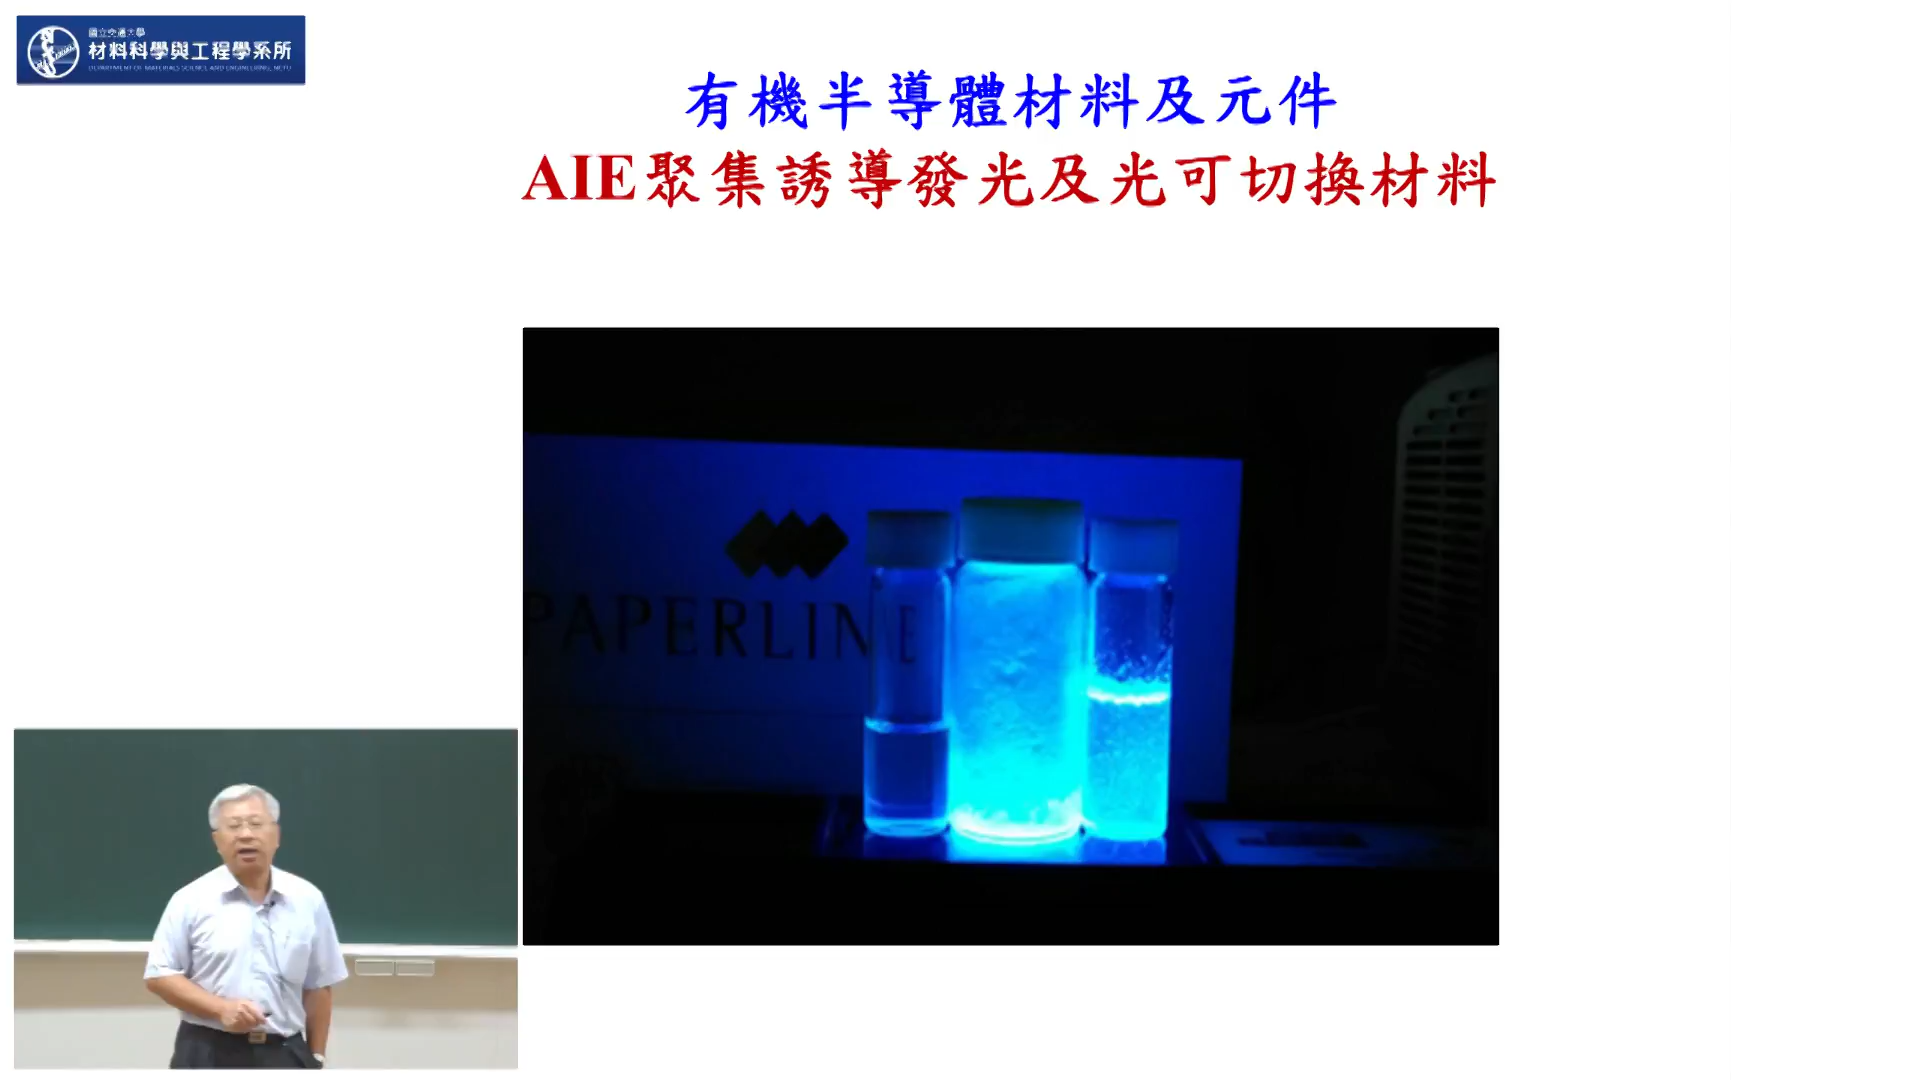 國立交通大學
材料科學與工程學系所
DEPARTMENT OF MATERIALS SCIENCE AND ENGINEERING, NCTU
有機半導體材料及元件
AIE聚集誘導發光及光可切換材料
PAPERLINE